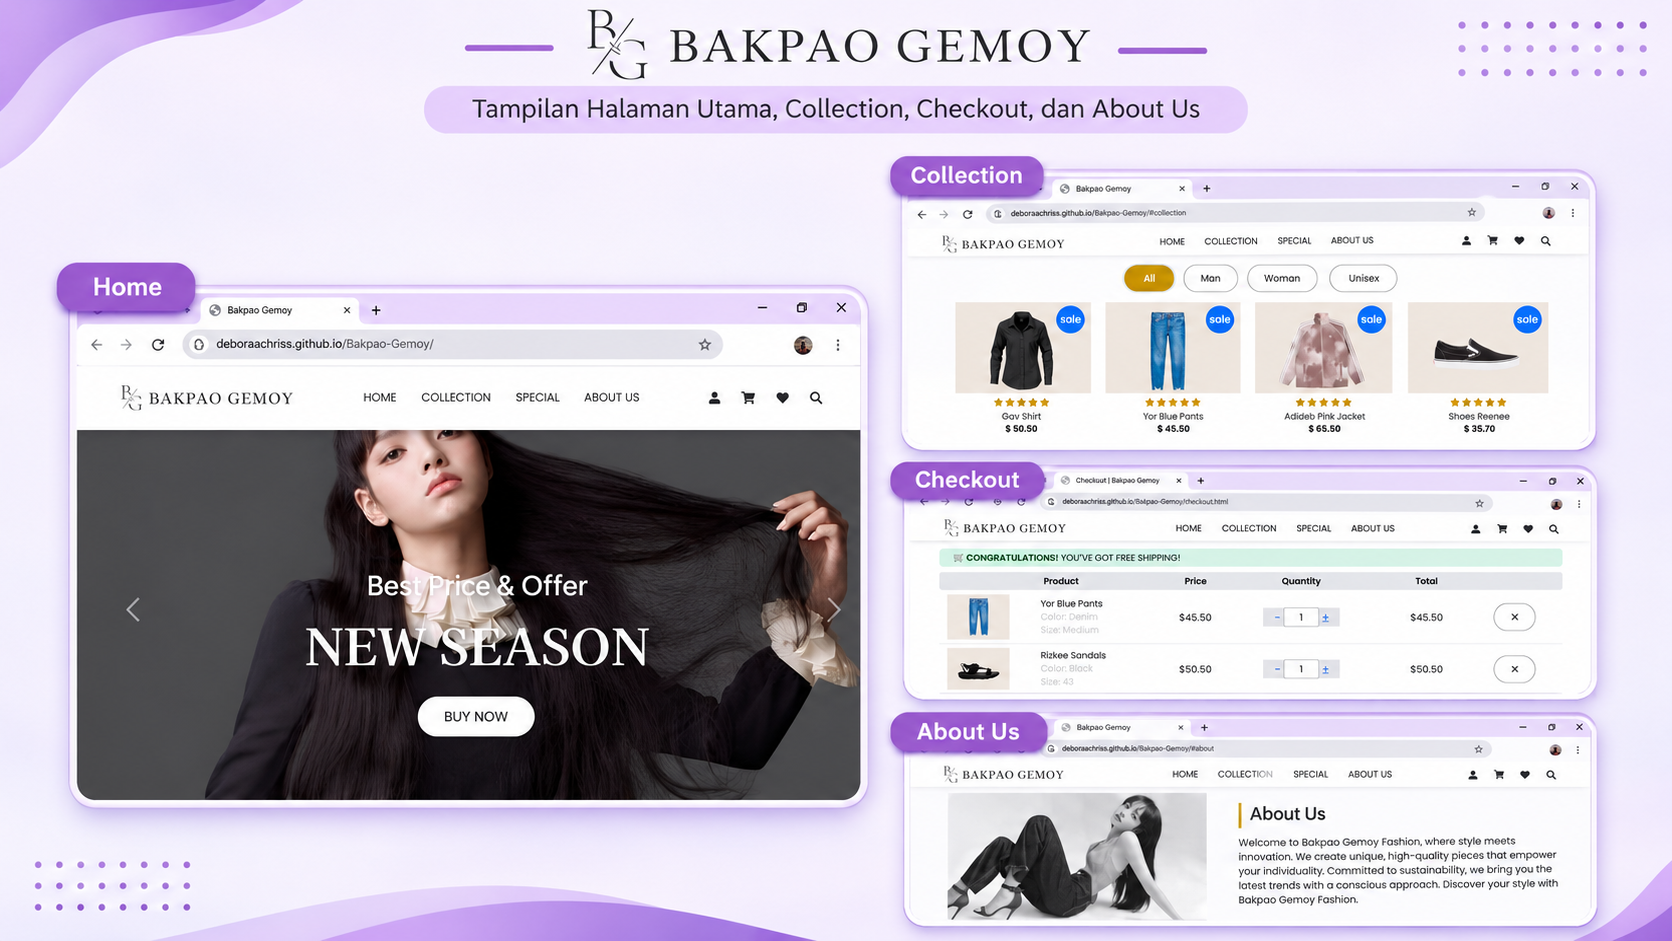 BG BAKPAO GEMOY
Tampilan Halaman Utama, Collection, Checkout, dan About Us
Home
Bakpao Gemoy
deboraachriss.github.io/Bakpao-Gemoy/
BG BAKPAO GEMOY HOME COLLECTION SPECIAL ABOUT US
Best Price & Offer
NEW SEASON
BUY NOW
Collection
Bakpao Gemoy
deboraachriss.github.io/Bakpao-Gemoy/#collection
BG BAKPAO GEMOY HOME COLLECTION SPECIAL ABOUT US
All Man Woman Unisex
sale sale sale sale
Gav Shirt Yor Blue Pants Adideb Pink Jacket Shoes Reenee
$ 50.50 $ 45.50 $ 65.50 $ 35.70
Checkout
Checkout | Bakpao Gemoy
deboraachriss.github.io/Bakpao-Gemoy/checkout.html
BG BAKPAO GEMOY HOME COLLECTION SPECIAL ABOUT US
CONGRATULATIONS! YOU'VE GOT FREE SHIPPING!
Product Price Quantity Total
Yor Blue Pants
Color: Denim
Size: Medium
$45.50 - 1 + $45.50 ×
Rizkee Sandals
Color: Black
Size: 43
$50.50 - 1 + $50.50 ×
About Us
Bakpao Gemoy
deboraachriss.github.io/Bakpao-Gemoy/#about
BG BAKPAO GEMOY HOME COLLECTION SPECIAL ABOUT US
About Us
Welcome to Bakpao Gemoy Fashion, where style meets
innovation. We create unique, high-quality pieces that empower
your individuality. Committed to sustainability, we bring you the
latest trends with a conscious approach. Discover your style with
Bakpao Gemoy Fashion.